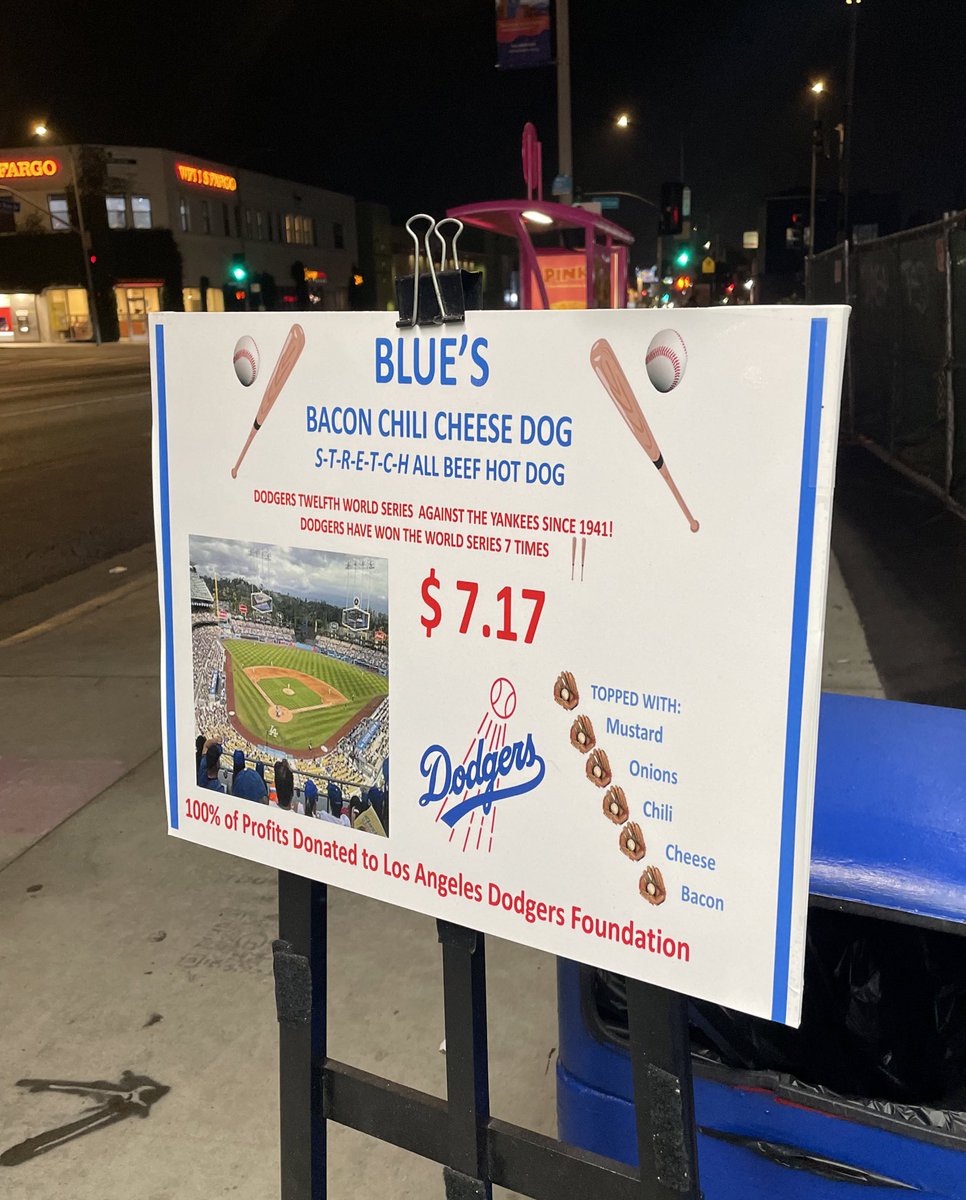 FARGO
WELLS FARGO
PINK
BLUE'S
BACON CHILI CHEESE DOG
S-T-R-E-T-C-H ALL BEEF HOT DOG
DODGERS TWELFTH WORLD SERIES AGAINST THE YANKEES SINCE 1941!
DODGERS HAVE WON THE WORLD SERIES 7 TIMES
$ 7.17
LA
Dodgers
TOPPED WITH:
Mustard
Onions
Chili
Cheese
Bacon
100% of Profits Donated to Los Angeles Dodgers Foundation